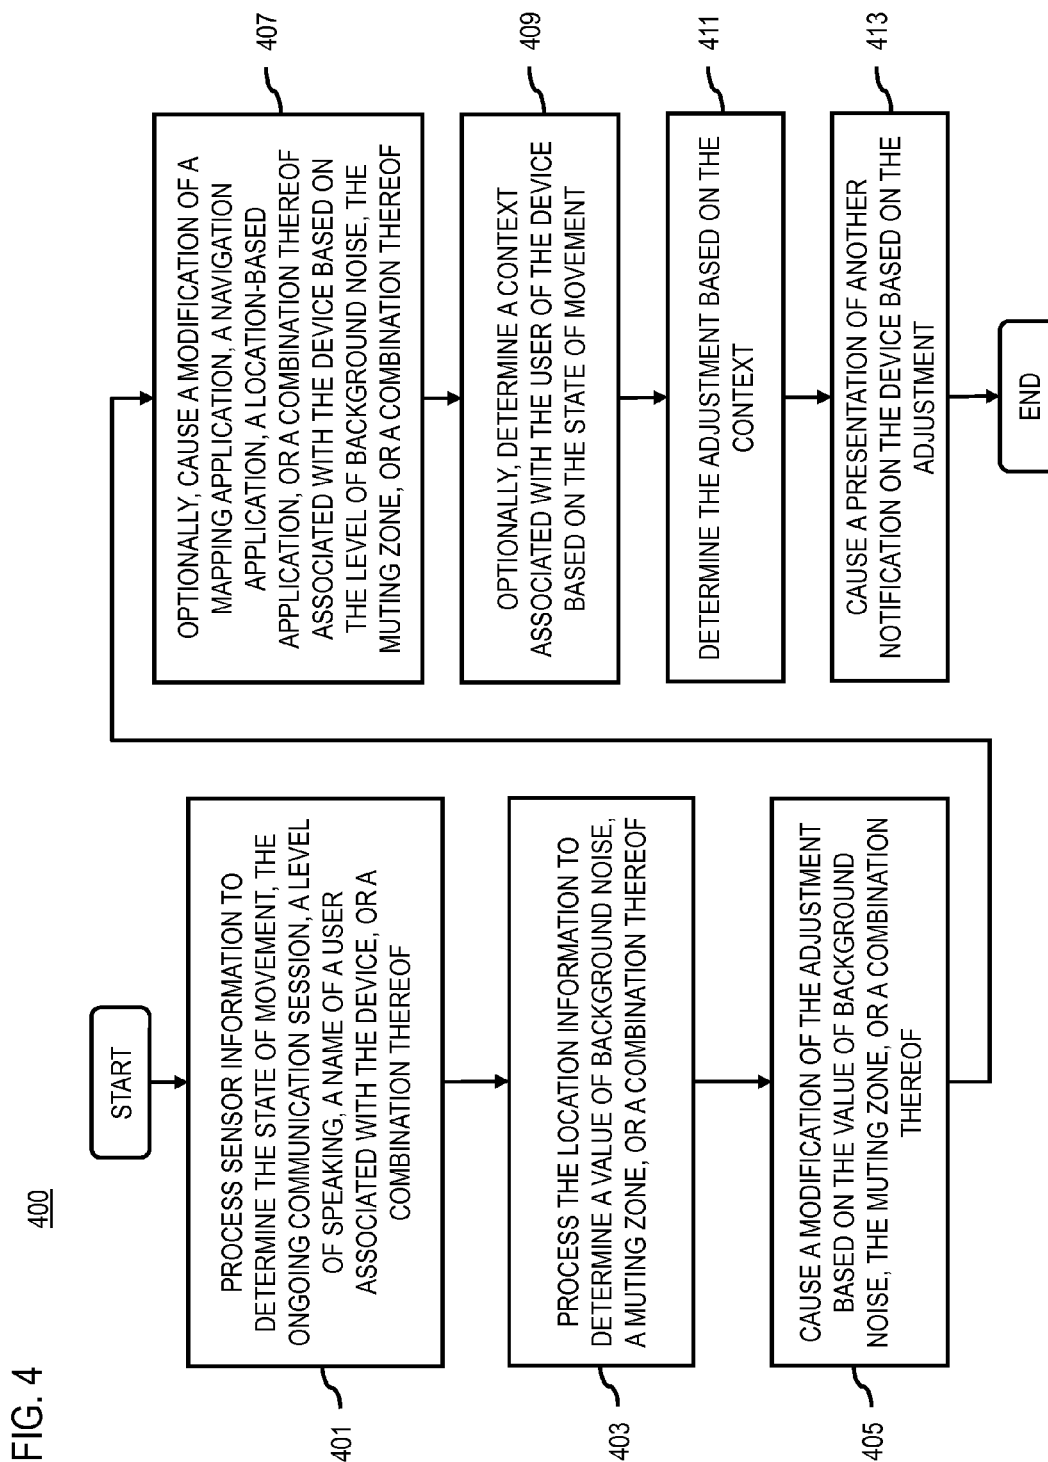 FIG. 4
400
START
PROCESS SENSOR INFORMATION TO
DETERMINE THE STATE OF MOVEMENT, THE
ONGOING COMMUNICATION SESSION, A LEVEL
OF SPEAKING, A NAME OF A USER
ASSOCIATED WITH THE DEVICE, OR A
COMBINATION THEREOF
401
PROCESS THE LOCATION INFORMATION TO
DETERMINE A VALUE OF BACKGROUND NOISE,
A MUTING ZONE, OR A COMBINATION THEREOF
403
CAUSE A MODIFICATION OF THE ADJUSTMENT
BASED ON THE VALUE OF BACKGROUND
NOISE, THE MUTING ZONE, OR A COMBINATION
THEREOF
405
OPTIONALLY, CAUSE A MODIFICATION OF A
MAPPING APPLICATION, A NAVIGATION
APPLICATION, A LOCATION-BASED
APPLICATION, OR A COMBINATION THEREOF
ASSOCIATED WITH THE DEVICE BASED ON
THE LEVEL OF BACKGROUND NOISE, THE
MUTING ZONE, OR A COMBINATION THEREOF
407
OPTIONALLY, DETERMINE A CONTEXT
ASSOCIATED WITH THE USER OF THE DEVICE
BASED ON THE STATE OF MOVEMENT
409
DETERMINE THE ADJUSTMENT BASED ON THE
CONTEXT
411
CAUSE A PRESENTATION OF ANOTHER
NOTIFICATION ON THE DEVICE BASED ON THE
ADJUSTMENT
413
END